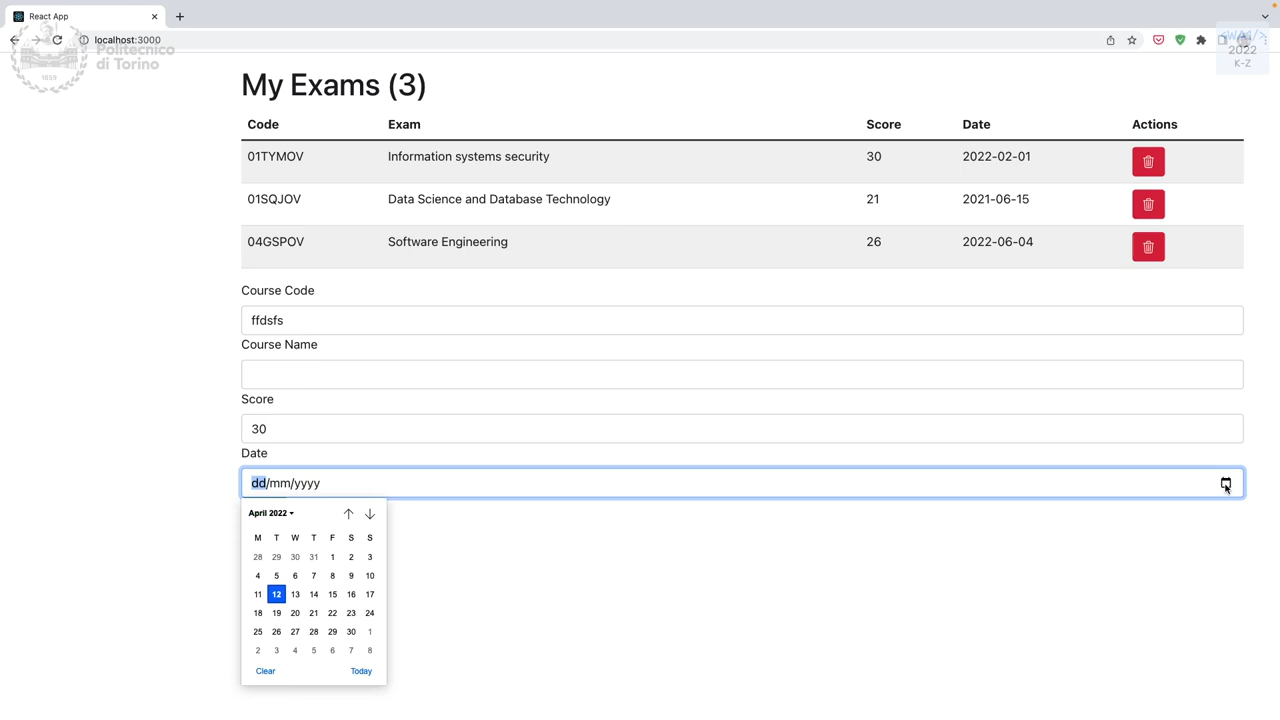 React App
localhost:3000
Politecnico
di Torino
1859
<WA1/>
2022
K-Z
My Exams (3)
Code Exam Score Date Actions
01TYMOV Information systems security 30 2022-02-01
01SQJOV Data Science and Database Technology 21 2021-06-15
04GSPOV Software Engineering 26 2022-06-04
Course Code
ffdsfs
Course Name
Score
30
Date
dd/mm/yyyy
April 2022
M T W T F S S
28 29 30 31 1 2 3
4 5 6 7 8 9 10
11 12 13 14 15 16 17
18 19 20 21 22 23 24
25 26 27 28 29 30 1
2 3 4 5 6 7 8
Clear Today